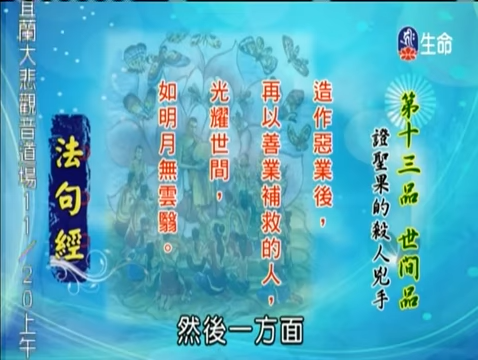 生命
第十三品 世间品
證聖果的殺人兇手
造作惡業後，
再以善業補救的人，
光耀世間，
如明月無雲翳。
法句經
宜蘭大悲觀音道場11/20上午
然後一方面